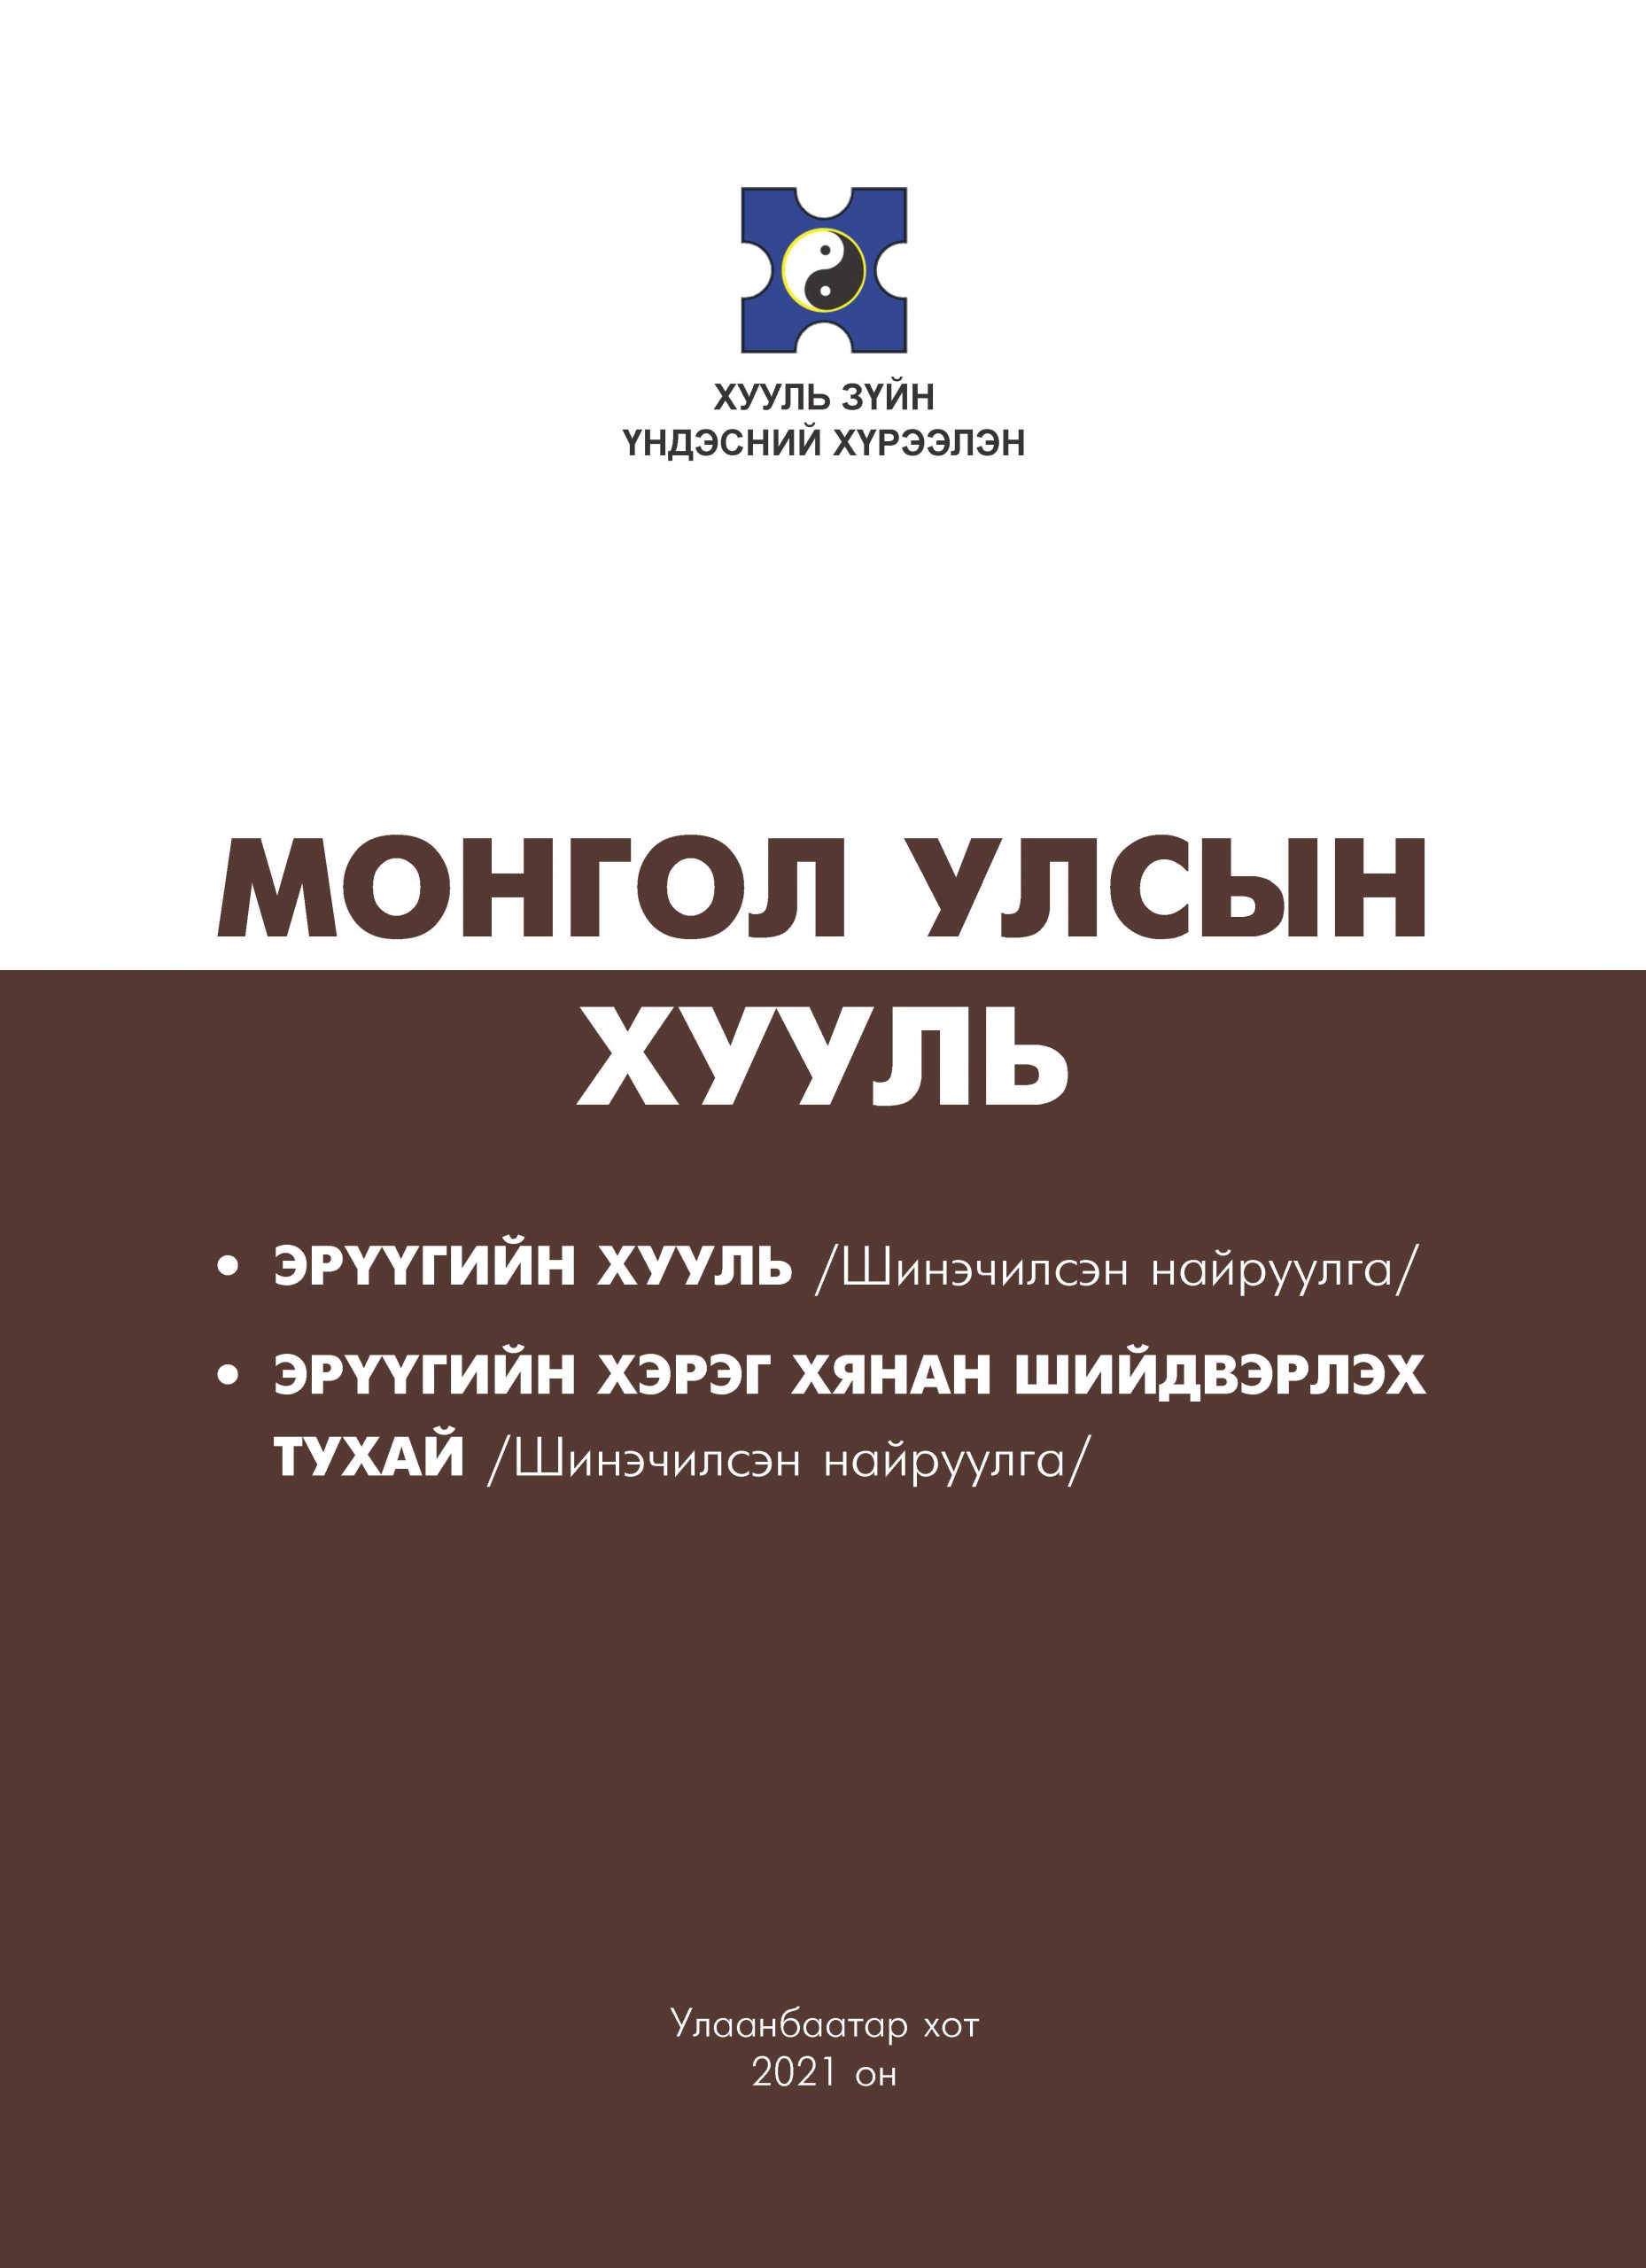 ХУУЛЬ ЗҮЙН
ҮНДЭСНИЙ ХҮРЭЭЛЭН
МОНГОЛ УЛСЫН
ХУУЛЬ
• ЭРҮҮГИЙН ХУУЛЬ /Шинэчилсэн найруулга/
• ЭРҮҮГИЙН ХЭРЭГ ХЯНАН ШИЙДВЭРЛЭХ
ТУХАЙ /Шинэчилсэн найруулга/
Улаанбаатар хот
2021 он